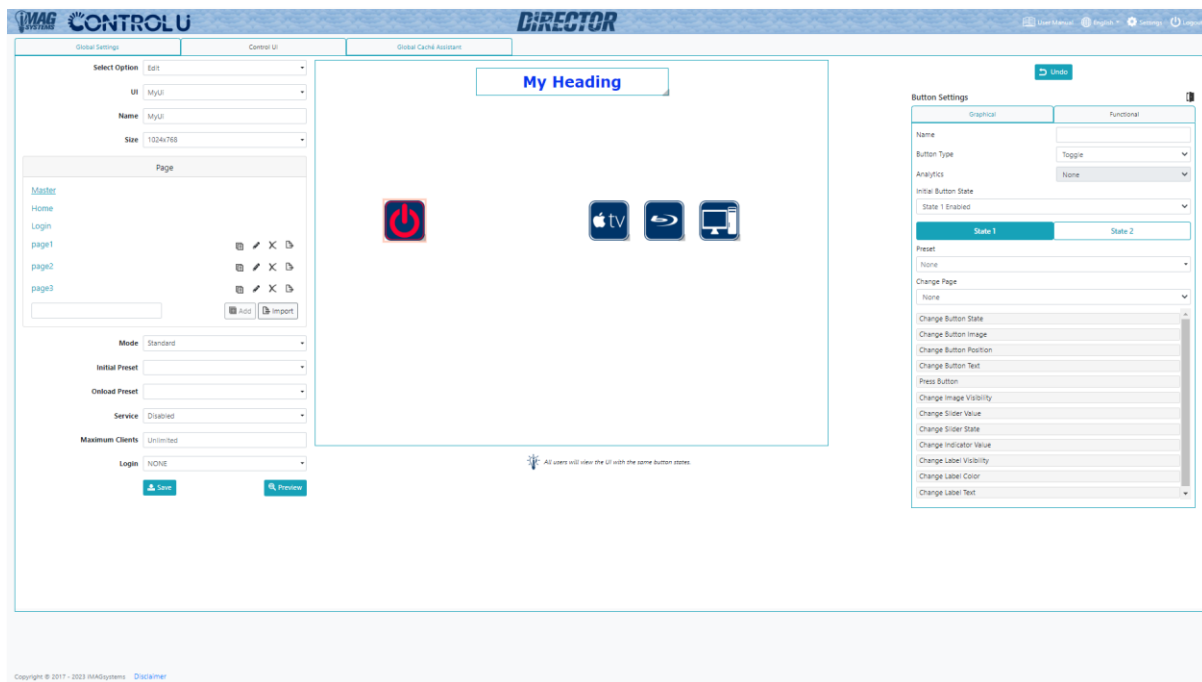 iMAG SYSTEMS CONTROLU DiRECTOR User Manual English Settings
Global Settings Control Ui Global Caché Assistant
Select Option Edit
UI MyUI
Name MyUI
Size 1024x768
Page
Master
Home
Login
page1
page2
page3
Add Import
Mode Standard
Initial Preset
Onload Preset
Service Disabled
Maximum Clients Unlimited
Login NONE
Save Preview
My Heading
tv
All users will view the UI with the same button states.
Undo
Button Settings
Graphical Functional
Name
Button Type Toggle
Analytics None
Initial Button State
State 1 Enabled
State 1 State 2
Preset
None
Change Page
None
Change Button State
Change Button Image
Change Button Position
Change Button Text
Press Button
Change Image Visibility
Change Slider Value
Change Slider State
Change Indicator Value
Change Label Visibility
Change Label Color
Change Label Text
Copyright © 2017 - 2023 IMAGsystems Disclaimer